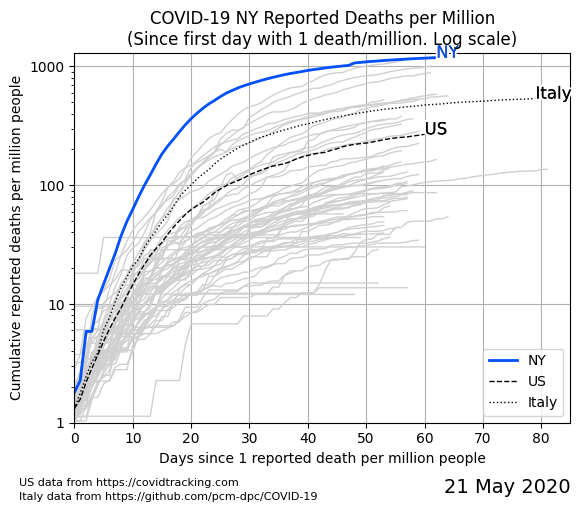 COVID-19 NY Reported Deaths per Million
(Since first day with 1 death/million. Log scale)
NY
1000
Italy
US
100
Cumulative reported deaths per million people
10
NY
US
Italy
1
0 10 20 30 40 50 60 70 80
Days since 1 reported death per million people
US data from https://covidtracking.com
Italy data from https://github.com/pcm-dpc/COVID-19
21 May 2020